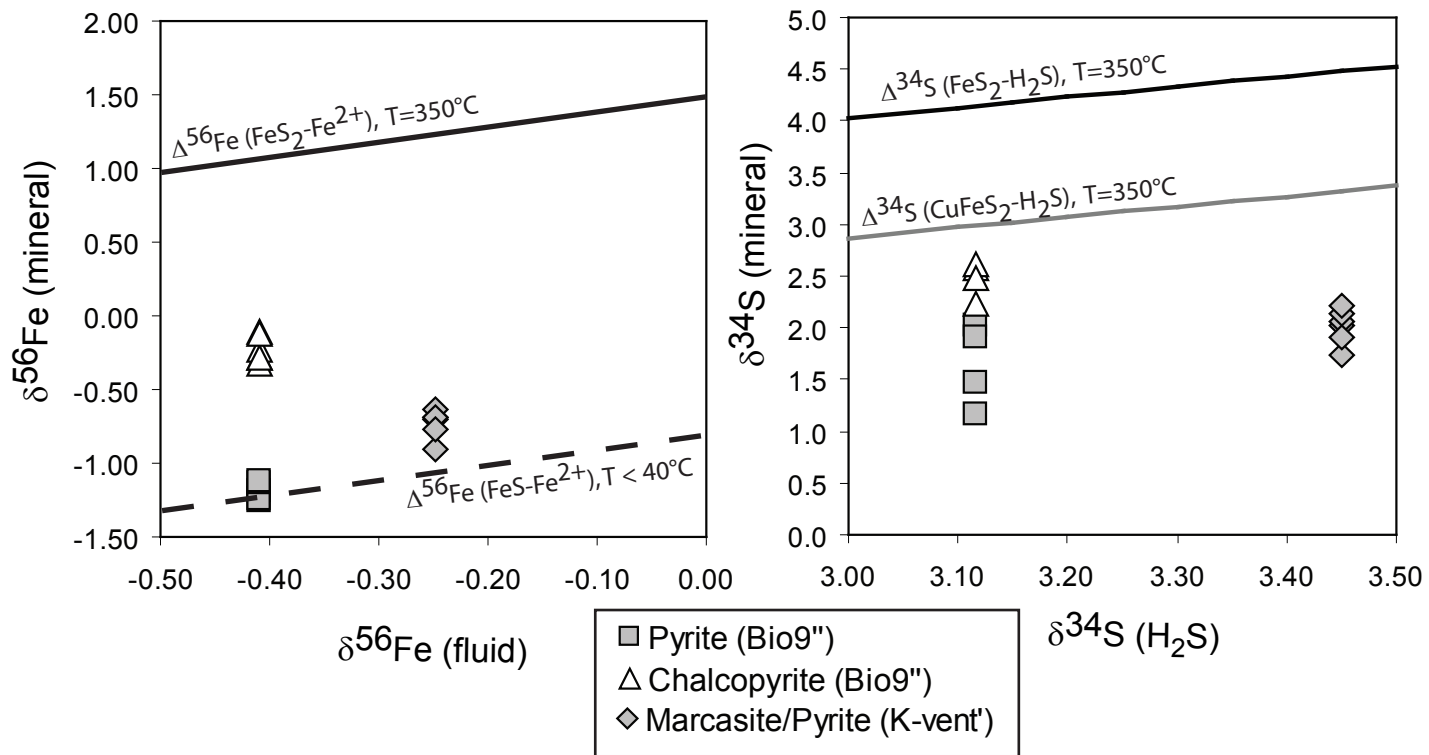 2.00
1.50
1.00
0.50
0.00
-0.50
-1.00
-1.50
δ56Fe (mineral)
Δ56Fe (FeS2-Fe2+), T=350°C
Δ56Fe (FeS-Fe2+), T < 40°C
-0.50 -0.40 -0.30 -0.20 -0.10 0.00
δ56Fe (fluid)
5.0
4.5
4.0
3.5
3.0
2.5
2.0
1.5
1.0
0.5
0.0
δ34S (mineral)
Δ34S (FeS2-H2S), T=350°C
Δ34S (CuFeS2-H2S), T=350°C
3.00 3.10 3.20 3.30 3.40 3.50
δ34S (H2S)
Pyrite (Bio9'')
Chalcopyrite (Bio9'')
Marcasite/Pyrite (K-vent')